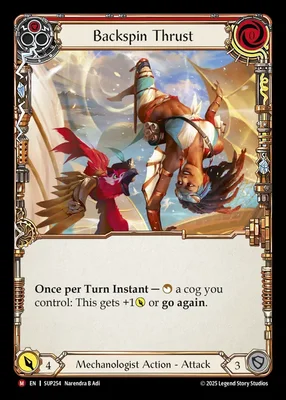 Backspin Thrust
Once per Turn Instant — a cog you
control: This gets +1 or go again.
4
Mechanologist Action - Attack
3
M | EN | SUP254 Narendra B Adi
© 2025 Legend Story Studios